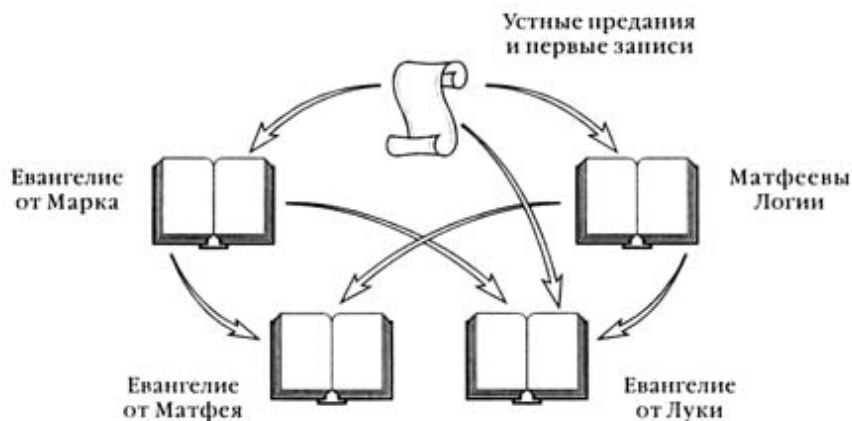 Устные предания
и первые записи
Евангелие
от Марка
Матфеевы
Логии
Евангелие
от Матфея
Евангелие
от Луки